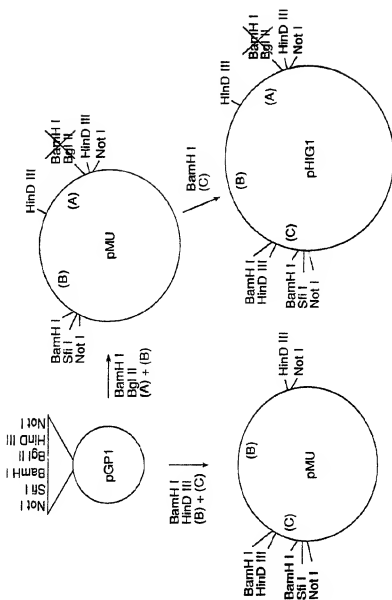 Not I
HinD III
Bgl II
BamH I
Sfi I
Not I
pGP1
BamH I
Bgl II
(A) + (B)
HinD III
BamH I
Bgl II
HinD III
Not I
(A)
(B)
BamH I
Sfi I
Not I
pMU
BamH I
(C)
HinD III
BamH I
Bgl II
HinD III
Not I
(A)
(B)
BamH I
HinD III
(C)
BamH I
Sfi I
Not I
pHIG1
BamH I
HinD III
(B) + (C)
HinD III
Not I
(B)
BamH I
HinD III
(C)
BamH I
Sfi I
Not I
pMU